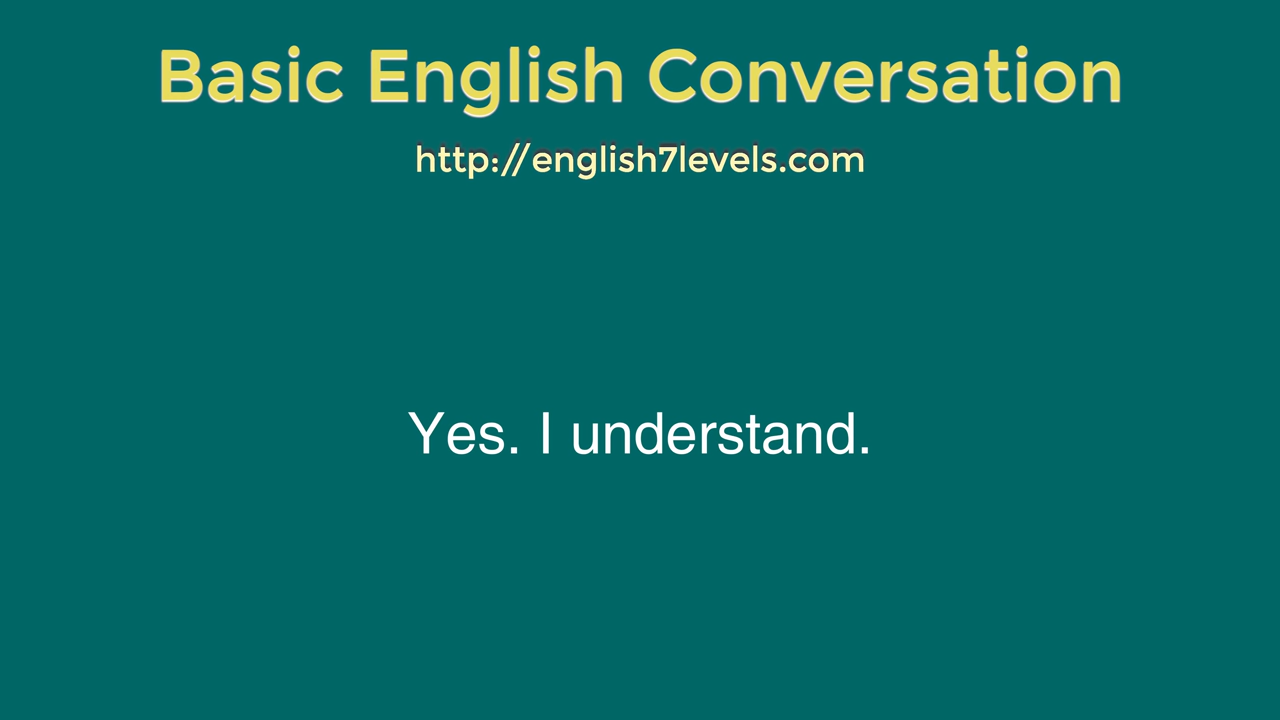 Basic English Conversation
http://english7levels.com
Yes. I understand.